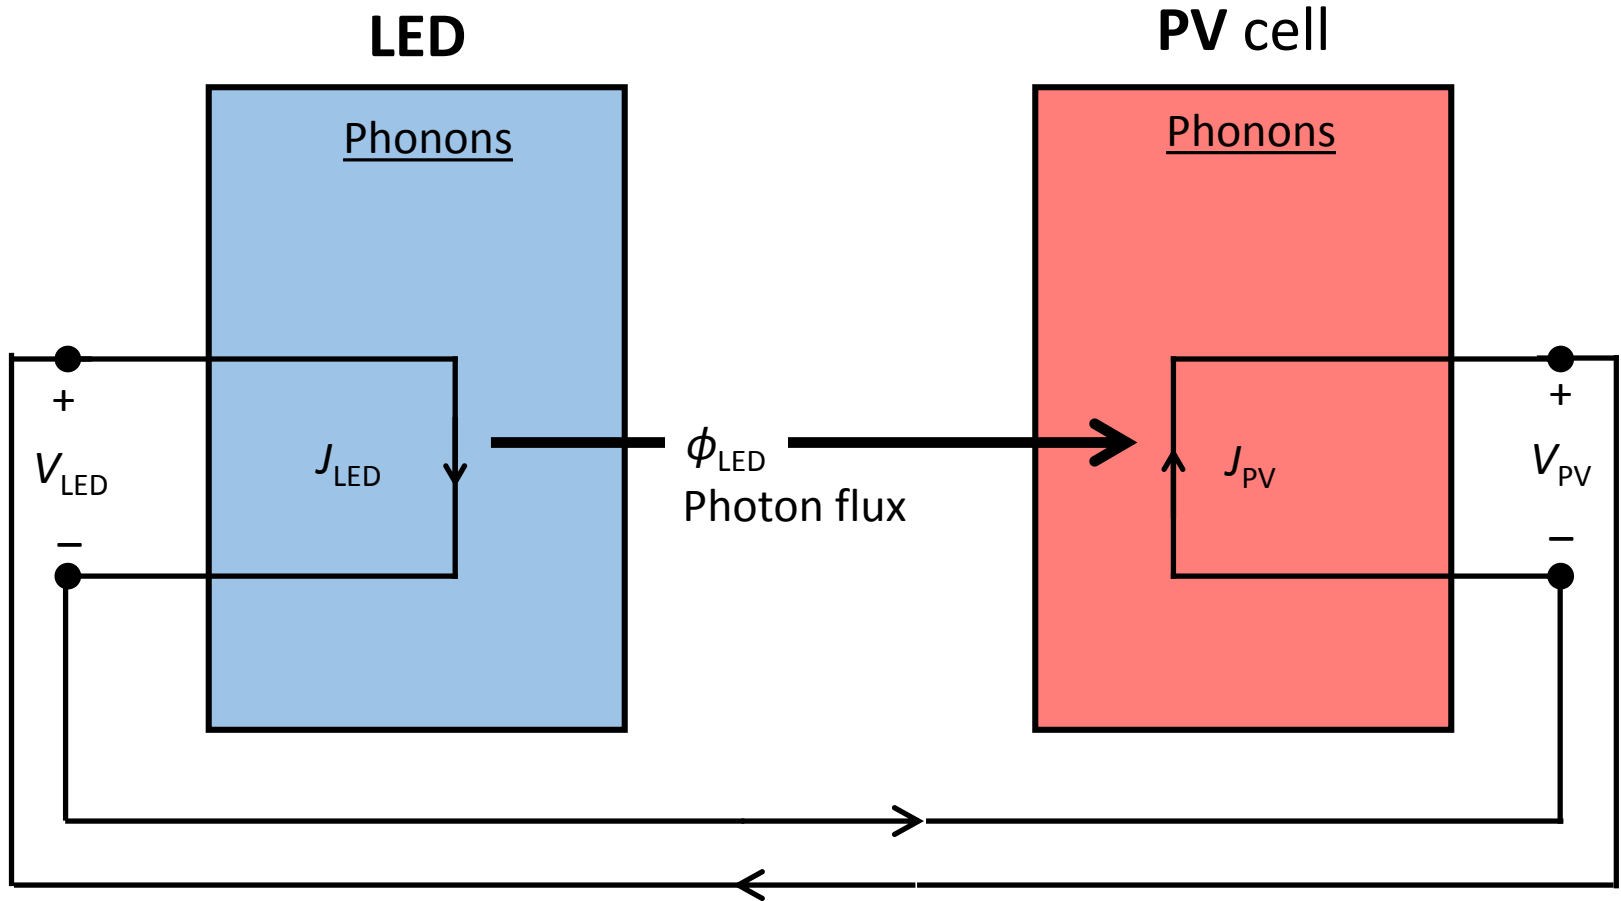 LED
PV cell
Phonons
Phonons
+
V_LED
−
J_LED
ϕ_LED
Photon flux
J_PV
+
V_PV
−